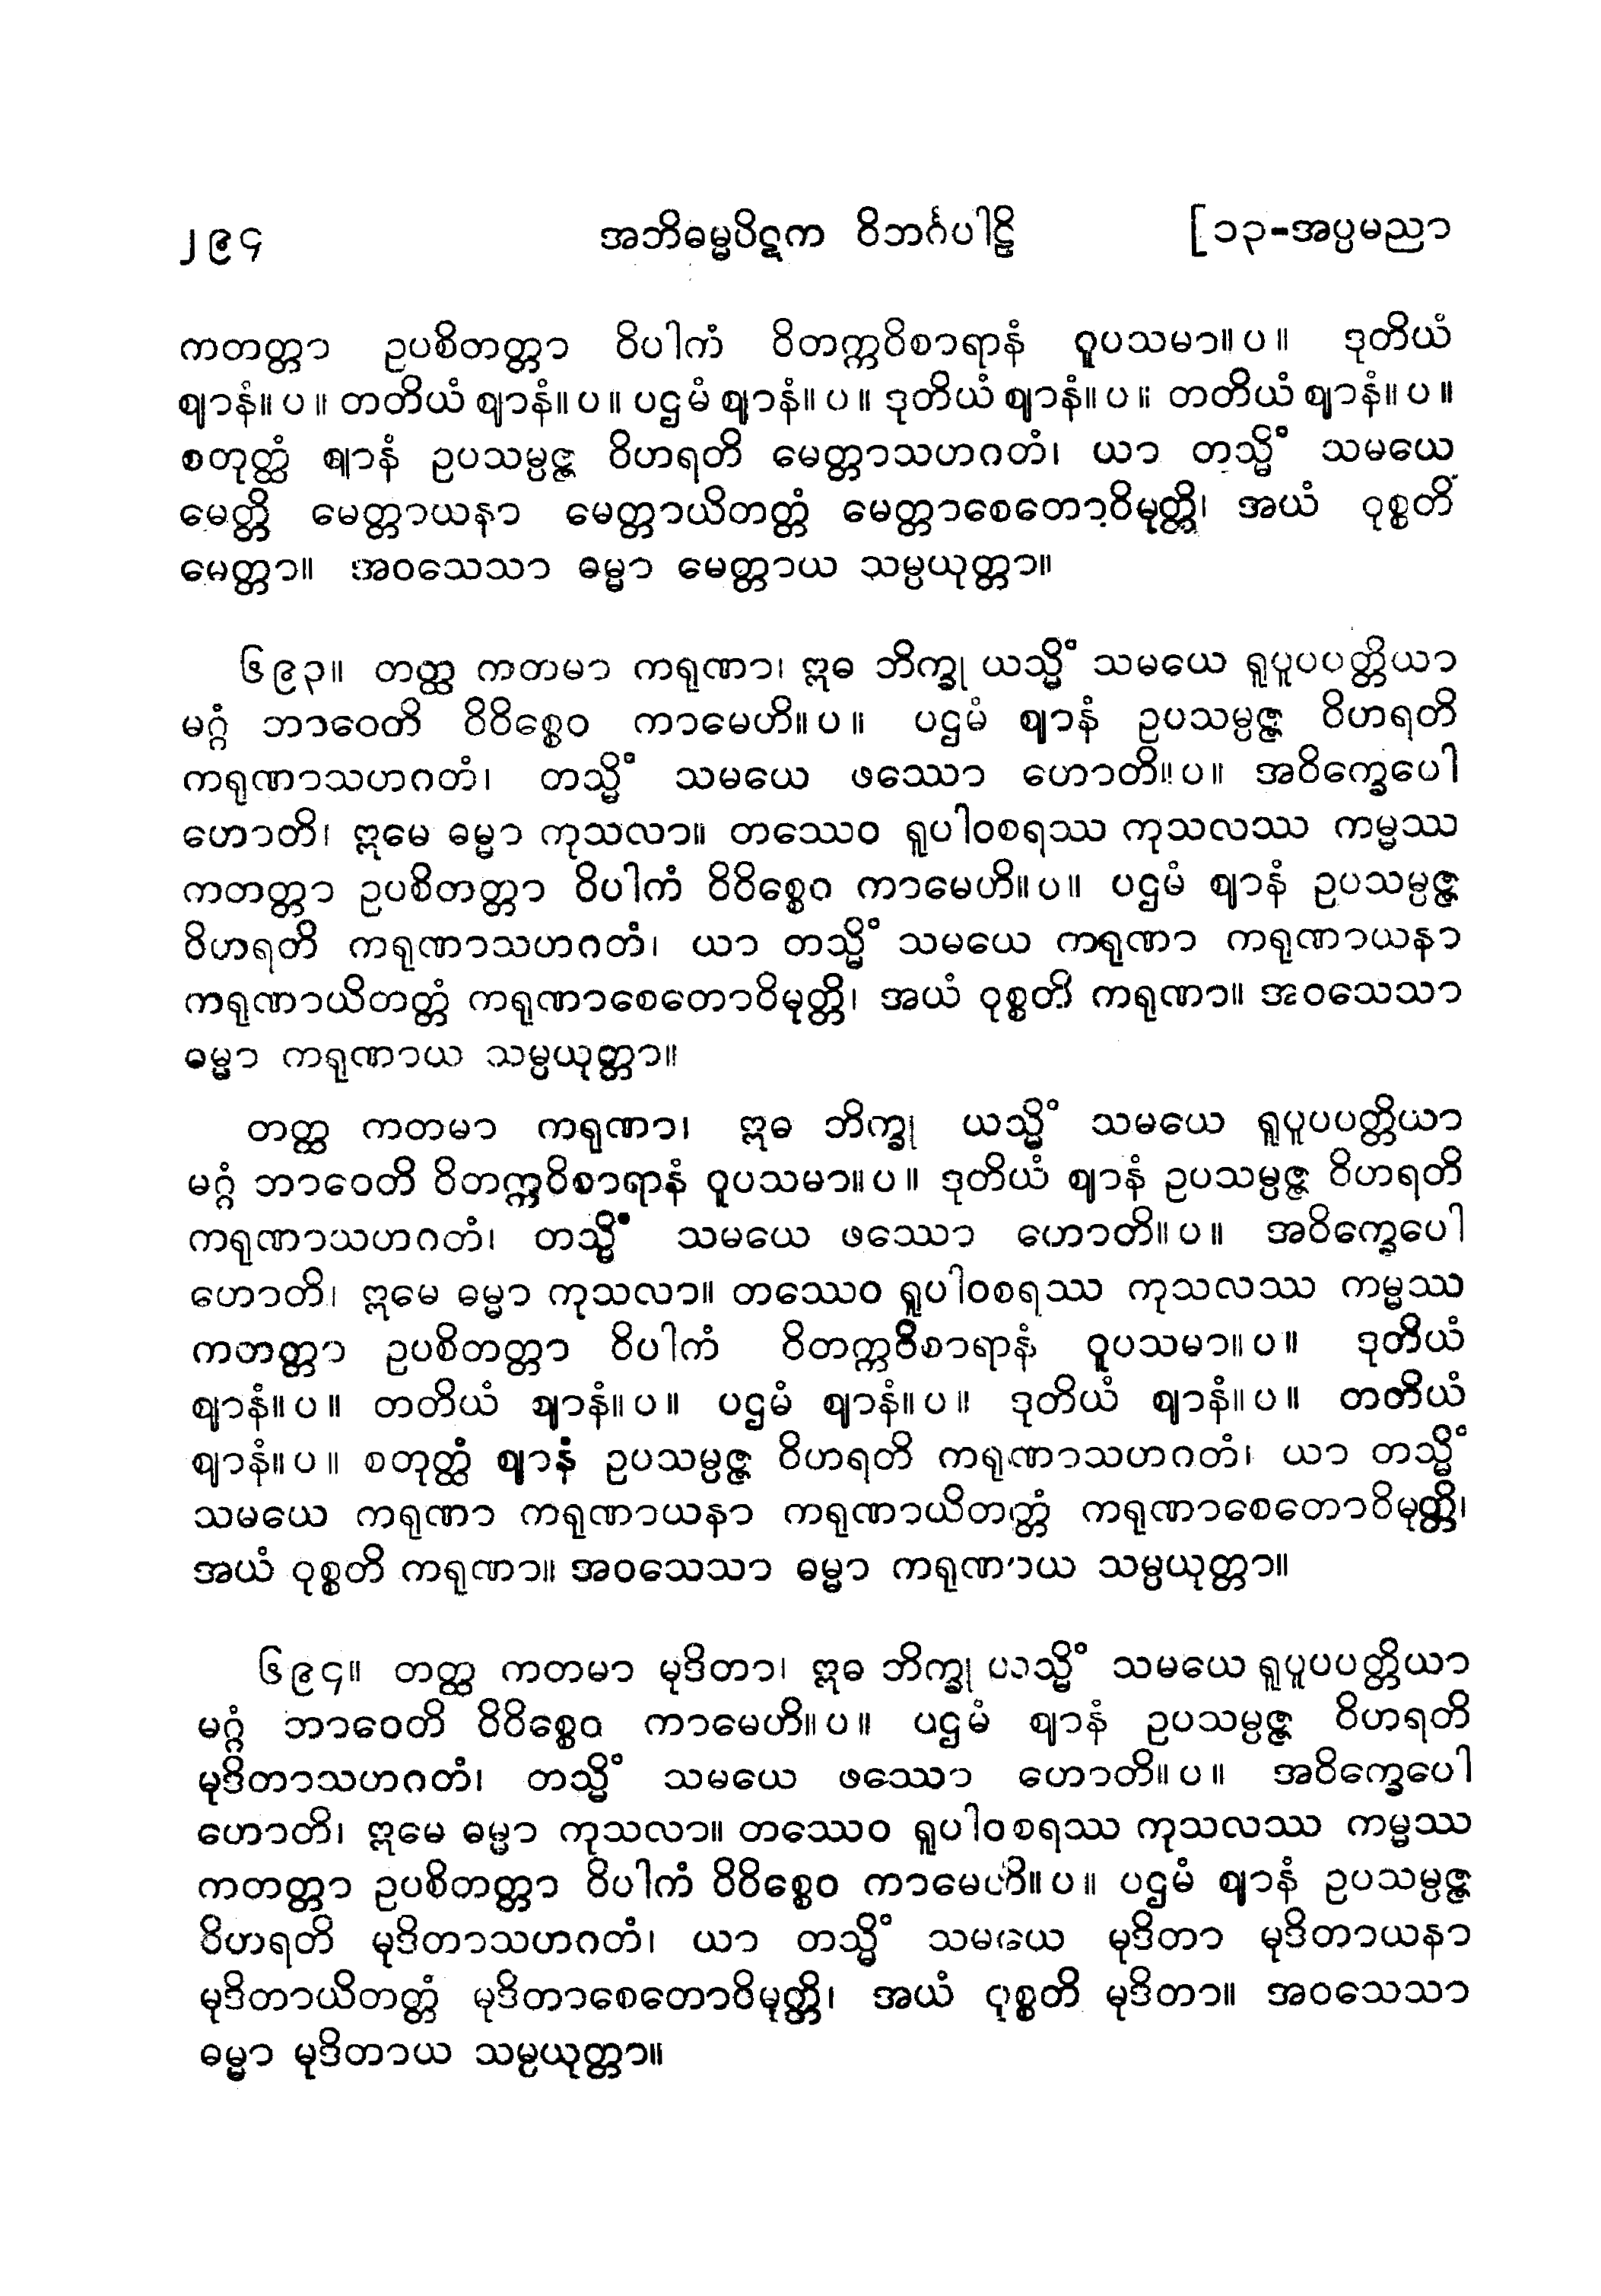 ၂၉၄ အဘိဓမ္မပိဋက ဝိဘင်္ဂပါဠိ [၁၃-အပ္ပမညာ
ကတတ္တာ ဥပစိတတ္တာ ဝိပါကံ ဝိတက္ကဝိစာရာနံ ဝူပသမာ။ပ။ ဒုတိယံ
ဈာနံ။ပ။ တတိယံ ဈာနံ။ပ။ ပဌမံ ဈာနံ။ပ။ ဒုတိယံ ဈာနံ။ပ။ တတိယံ ဈာနံ။ပ။
စတုတ္ထံ ဈာနံ ဥပသမ္ပဇ္ဇ ဝိဟရတိ မေတ္တာသဟဂတံ၊ ယာ တသ္မိံ သမယေ
မေတ္တိ မေတ္တာယနာ မေတ္တာယိတတ္တံ မေတ္တာစေတောဝိမုတ္တိ၊ အယံ ဝုစ္စတိ
မေတ္တာ။ အဝသေသာ ဓမ္မာ မေတ္တာယ သမ္ပယုတ္တာ။
၆၉၃။ တတ္ထ ကတမာ ကရုဏာ၊ ဣဓ ဘိက္ခု ယသ္မိံ သမယေ ရူပူပပတ္တိယာ
မဂ္ဂံ ဘာဝေတိ ဝိဝိစ္စေဝ ကာမေဟိ။ပ။ ပဌမံ ဈာနံ ဥပသမ္ပဇ္ဇ ဝိဟရတိ
ကရုဏာသဟဂတံ၊ တသ္မိံ သမယေ ဖဿော ဟောတိ။ပ။ အဝိက္ခေပေါ
ဟောတိ၊ ဣမေ ဓမ္မာ ကုသလာ။ တဿေဝ ရူပါဝစရဿ ကုသလဿ ကမ္မဿ
ကတတ္တာ ဥပစိတတ္တာ ဝိပါကံ ဝိဝိစ္စေဝ ကာမေဟိ။ပ။ ပဌမံ ဈာနံ ဥပသမ္ပဇ္ဇ
ဝိဟရတိ ကရုဏာသဟဂတံ၊ ယာ တသ္မိံ သမယေ ကရုဏာ ကရုဏာယနာ
ကရုဏာယိတတ္တံ ကရုဏာစေတောဝိမုတ္တိ၊ အယံ ဝုစ္စတိ ကရုဏာ။ အဝသေသာ
ဓမ္မာ ကရုဏာယ သမ္ပယုတ္တာ။
တတ္ထ ကတမာ ကရုဏာ၊ ဣဓ ဘိက္ခု ယသ္မိံ သမယေ ရူပူပပတ္တိယာ
မဂ္ဂံ ဘာဝေတိ ဝိတက္ကဝိစာရာနံ ဝူပသမာ။ပ။ ဒုတိယံ ဈာနံ ဥပသမ္ပဇ္ဇ ဝိဟရတိ
ကရုဏာသဟဂတံ၊ တသ္မိံ သမယေ ဖဿော ဟောတိ။ပ။ အဝိက္ခေပေါ
ဟောတိ၊ ဣမေ ဓမ္မာ ကုသလာ။ တဿေဝ ရူပါဝစရဿ ကုသလဿ ကမ္မဿ
ကတတ္တာ ဥပစိတတ္တာ ဝိပါကံ ဝိတက္ကဝိစာရာနံ ဝူပသမာ။ပ။ ဒုတိယံ
ဈာနံ။ပ။ တတိယံ ဈာနံ။ပ။ ပဌမံ ဈာနံ။ပ။ ဒုတိယံ ဈာနံ။ပ။ တတိယံ
ဈာနံ။ပ။ စတုတ္ထံ ဈာနံ ဥပသမ္ပဇ္ဇ ဝိဟရတိ ကရုဏာသဟဂတံ၊ ယာ တသ္မိံ
သမယေ ကရုဏာ ကရုဏာယနာ ကရုဏာယိတတ္တံ ကရုဏာစေတောဝိမုတ္တိ၊
အယံ ဝုစ္စတိ ကရုဏာ။ အဝသေသာ ဓမ္မာ ကရုဏာယ သမ္ပယုတ္တာ။
၆၉၄။ တတ္ထ ကတမာ မုဒိတာ၊ ဣဓ ဘိက္ခု ယသ္မိံ သမယေ ရူပူပပတ္တိယာ
မဂ္ဂံ ဘာဝေတိ ဝိဝိစ္စေဝ ကာမေဟိ။ပ။ ပဌမံ ဈာနံ ဥပသမ္ပဇ္ဇ ဝိဟရတိ
မုဒိတာသဟဂတံ၊ တသ္မိံ သမယေ ဖဿော ဟောတိ။ပ။ အဝိက္ခေပေါ
ဟောတိ၊ ဣမေ ဓမ္မာ ကုသလာ။ တဿေဝ ရူပါဝစရဿ ကုသလဿ ကမ္မဿ
ကတတ္တာ ဥပစိတတ္တာ ဝိပါကံ ဝိဝိစ္စေဝ ကာမေဟိ။ပ။ ပဌမံ ဈာနံ ဥပသမ္ပဇ္ဇ
ဝိဟရတိ မုဒိတာသဟဂတံ၊ ယာ တသ္မိံ သမယေ မုဒိတာ မုဒိတာယနာ
မုဒိတာယိတတ္တံ မုဒိတာစေတောဝိမုတ္တိ၊ အယံ ဝုစ္စတိ မုဒိတာ။ အဝသေသာ
ဓမ္မာ မုဒိတာယ သမ္ပယုတ္တာ။